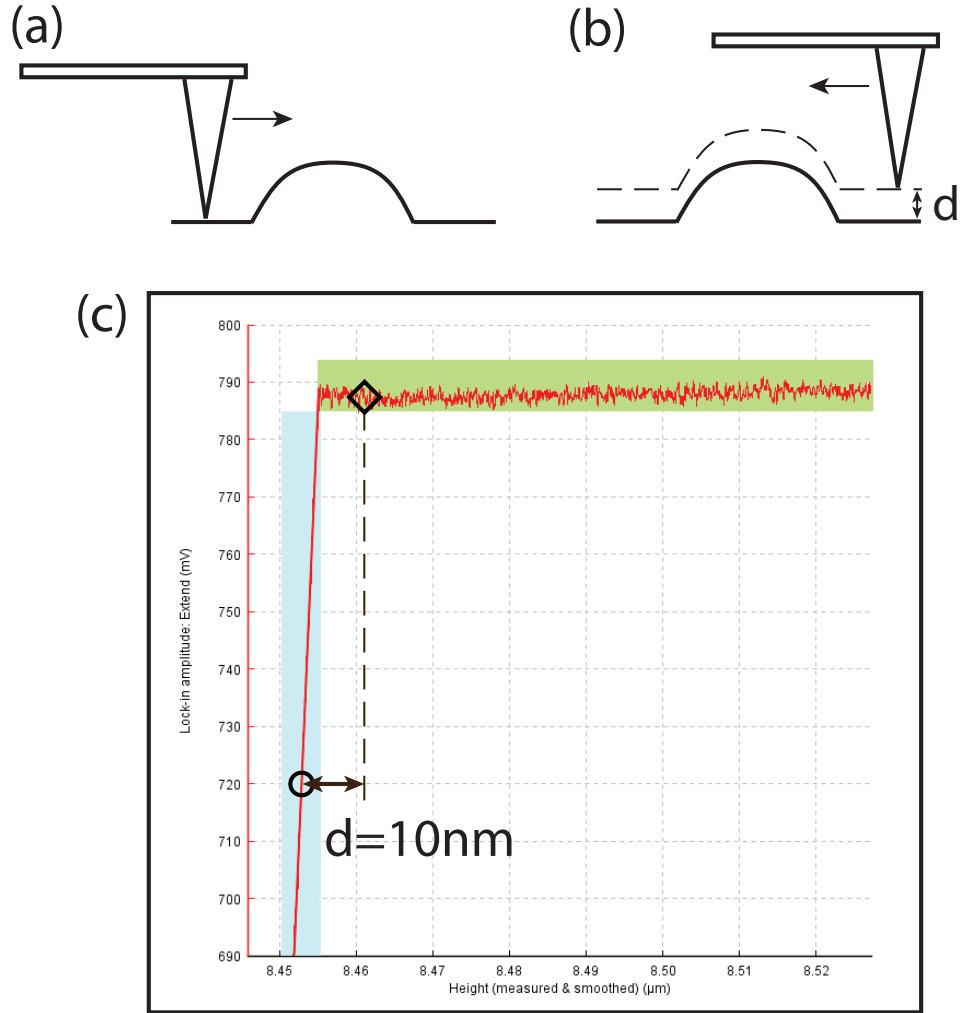 (a)
(b)
d
(c)
800
790
780
770
760
750
740
730
720
710
700
690
Lock-in amplitude: Extend (mV)
d=10nm
8.45 8.46 8.47 8.48 8.49 8.50 8.51 8.52
Height (measured & smoothed) (μm)